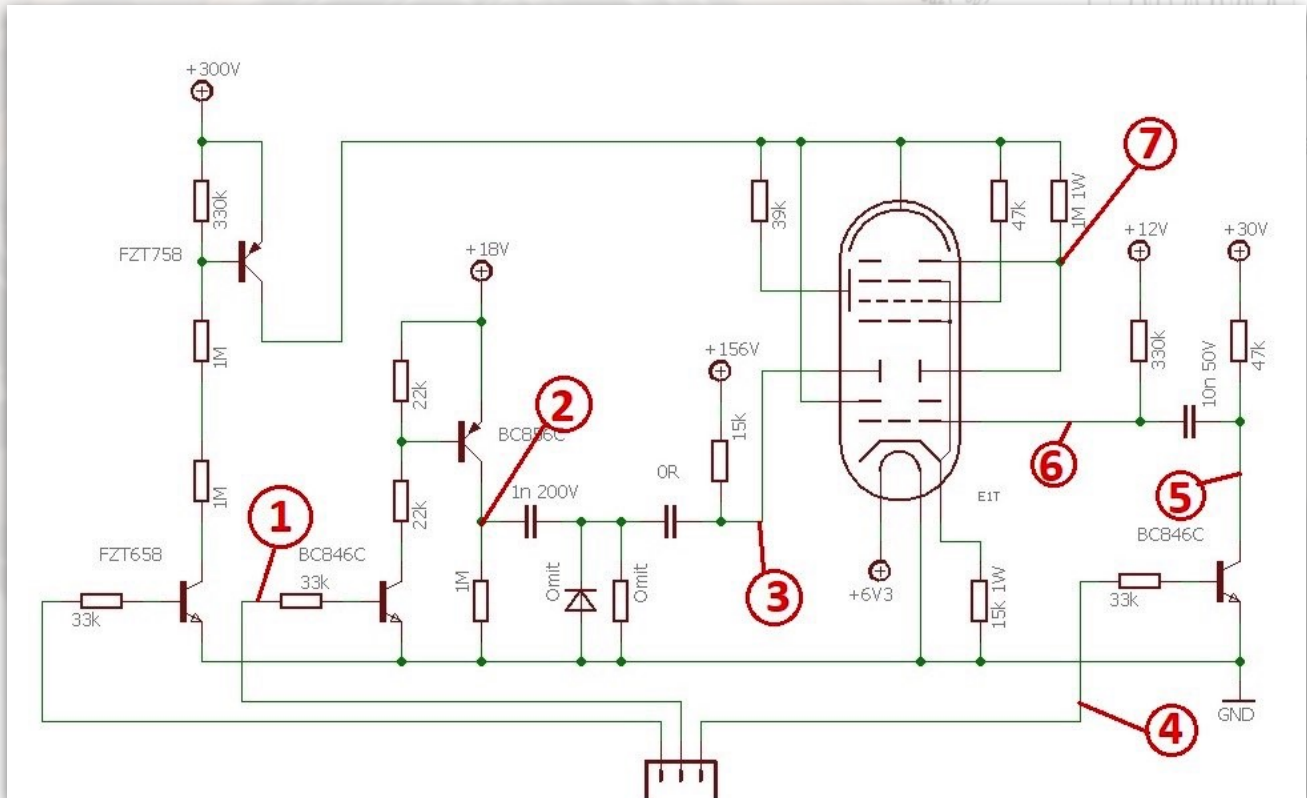 +300V
330k
FZT758
1M
1M
FZT658
33k
1
BC846C
33k
+18V
22k
22k
BC856C
2
1n 200V
1M
Omit
Omit
0R
+156V
15k
3
39k
47k
1M 1W
7
E1T
+6V3
15k 1W
6
+12V
330k
10n 50V
+30V
47k
5
BC846C
33k
4
GND